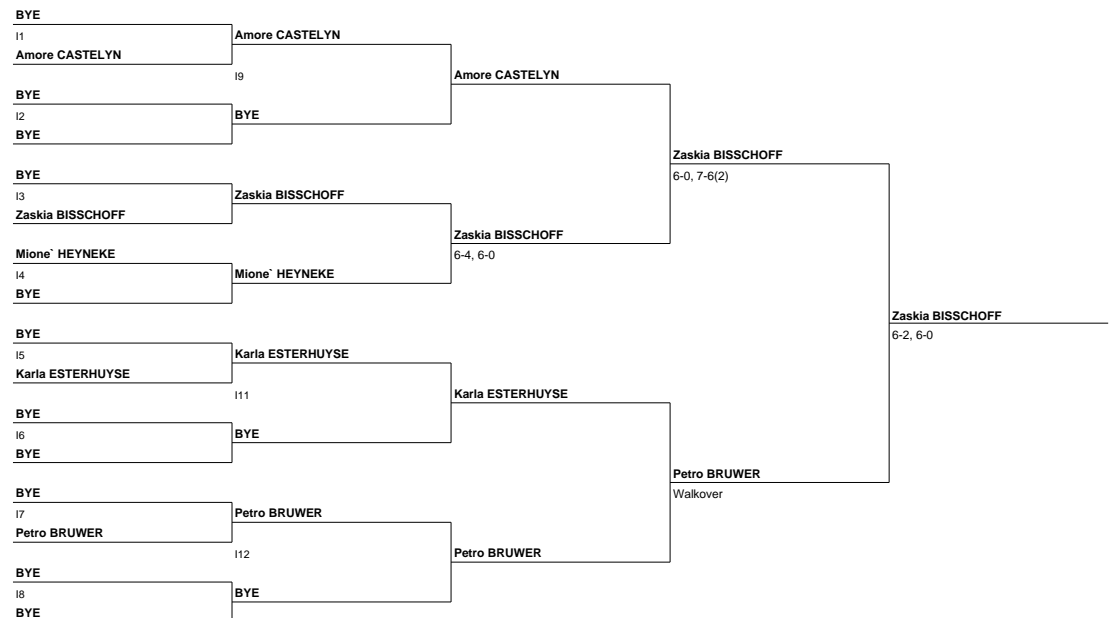 BYE
I1
Amore CASTELYN
Amore CASTELYN
I9
Amore CASTELYN
BYE
I2
BYE
BYE
Zaskia BISSCHOFF
6-0, 7-6(2)
BYE
I3
Zaskia BISSCHOFF
Zaskia BISSCHOFF
Zaskia BISSCHOFF
6-4, 6-0
Mione` HEYNEKE
I4
BYE
Mione` HEYNEKE
Zaskia BISSCHOFF
6-2, 6-0
BYE
I5
Karla ESTERHUYSE
Karla ESTERHUYSE
I11
Karla ESTERHUYSE
BYE
I6
BYE
BYE
Petro BRUWER
Walkover
BYE
I7
Petro BRUWER
Petro BRUWER
I12
Petro BRUWER
BYE
I8
BYE
BYE